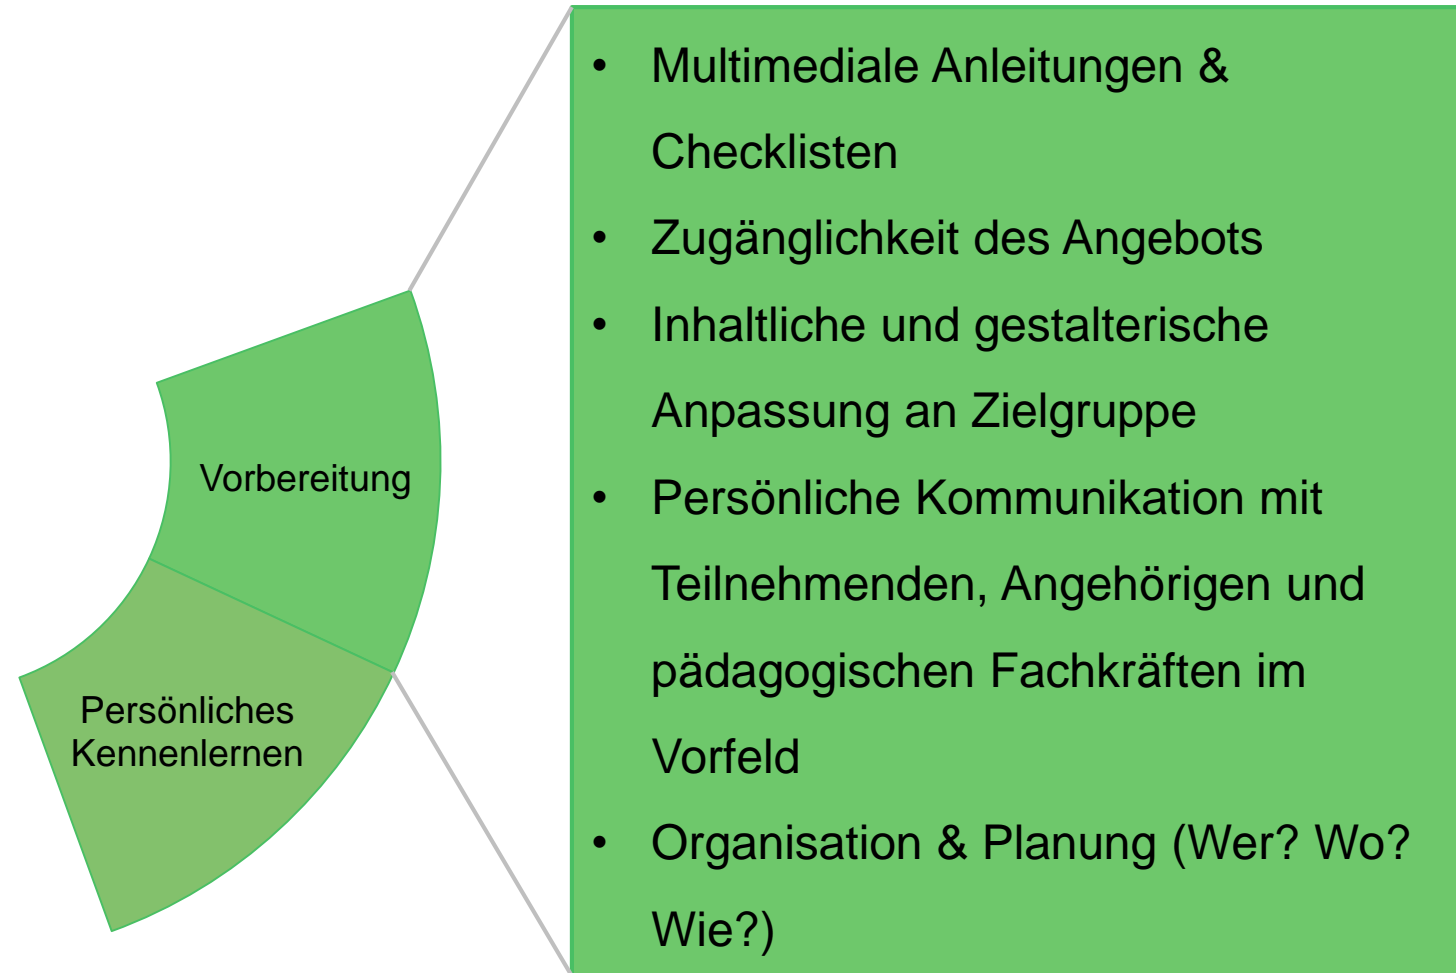 Vorbereitung
Persönliches
Kennenlernen
• Multimediale Anleitungen &
Checklisten
• Zugänglichkeit des Angebots
• Inhaltliche und gestalterische
Anpassung an Zielgruppe
• Persönliche Kommunikation mit
Teilnehmenden, Angehörigen und
pädagogischen Fachkräften im
Vorfeld
• Organisation & Planung (Wer? Wo?
Wie?)